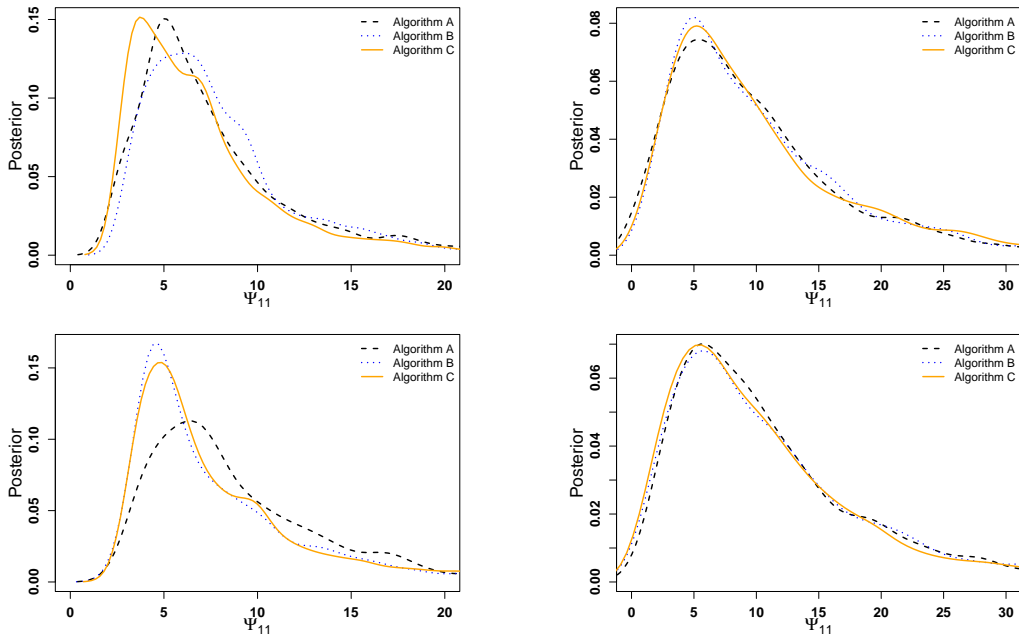 Posterior
0.00 0.05 0.10 0.15
0 5 10 15 20
Ψ11
Algorithm A
Algorithm B
Algorithm C
Posterior
0.00 0.02 0.04 0.06 0.08
0 5 10 15 20 25 30
Ψ11
Algorithm A
Algorithm B
Algorithm C
Posterior
0.00 0.05 0.10 0.15
0 5 10 15 20
Ψ11
Algorithm A
Algorithm B
Algorithm C
Posterior
0.00 0.02 0.04 0.06
0 5 10 15 20 25 30
Ψ11
Algorithm A
Algorithm B
Algorithm C